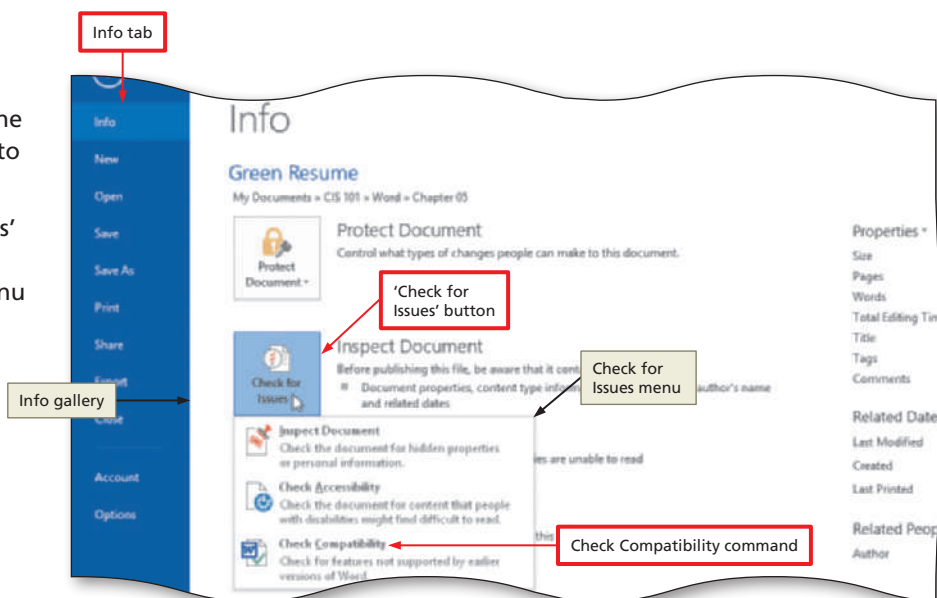 Info tab
he
to
s'
nu
Info
New
Open
Save
Save As
Print
Share
Export
Close
Account
Options
Info gallery
Info
Green Resume
My Documents » CIS 101 » Word » Chapter 05
Protect
Document
Protect Document
Control what types of changes people can make to this document.
'Check for
Issues' button
Check for
Issues
Inspect Document
Before publishing this file, be aware that it cont
Document properties, content type inform
author's name
and related dates
Check for
Issues menu
Inspect Document
Check the document for hidden properties
or personal information.
ies are unable to read
Check Accessibility
Check the document for content that people
with disabilities might find difficult to read.
Check Compatibility
Check for features not supported by earlier
versions of Word.
this
Check Compatibility command
Properties
Size
Pages
Words
Total Editing Tim
Title
Tags
Comments
Related Date
Last Modified
Created
Last Printed
Related Peop
Author